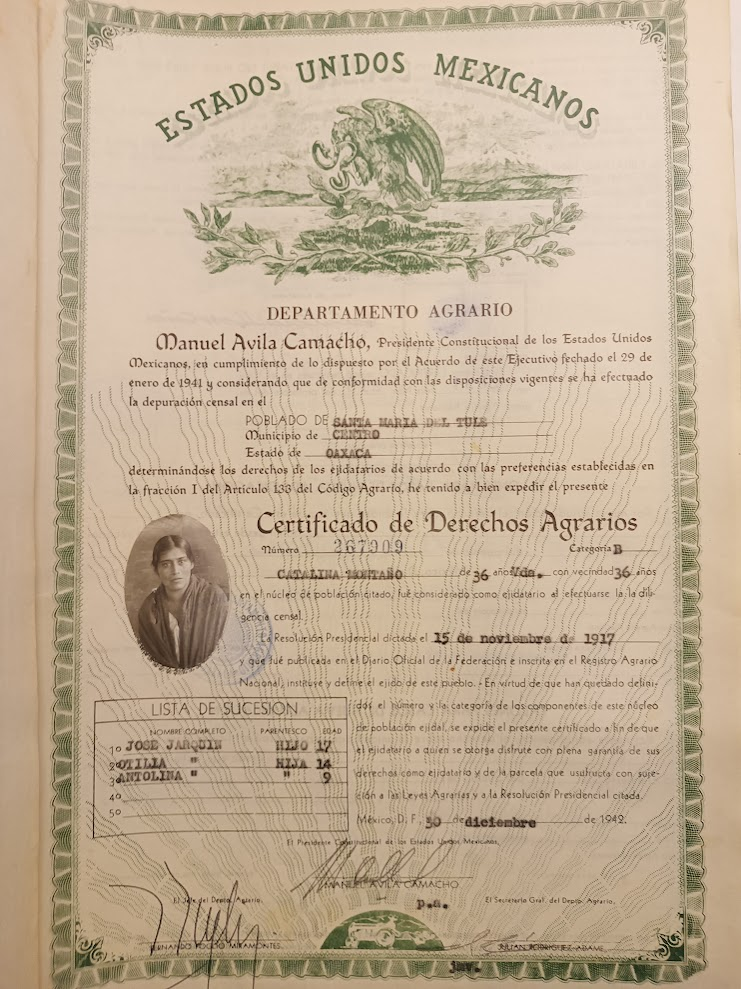 ESTADOS UNIDOS MEXICANOS
DEPARTAMENTO AGRARIO
Manuel Avila Camacho, Presidente Constitucional de los Estados Unidos
Mexicanos, en cumplimiento de lo dispuesto por el Acuerdo de este Ejecutivo fechado el 29 de
enero de 1941 y considerando que de conformidad con las disposiciones vigentes se ha efectuado
la depuración censal en el
POBLADO DE SANTA MARIA DEL TULE
Municipio de CENTRO
Estado de OAXACA
determinándose los derechos de los ejidatarios de acuerdo con las preferencias establecidas en
la fracción I del Artículo 133 del Código Agrario, he tenido a bien expedir el presente
Certificado de Derechos Agrarios
Número 267909 Categoría B
CATALINA MONTAÑO de 36 años Vda. con vecindad 36 años
en el núcleo de población citado, fué considerado como ejidatario al efectuarse la la dili-
gencia censal.
La Resolución Presidencial dictada el 15 de noviembre de 1917
y que fué publicada en el Diario Oficial de la Federación e inscrita en el Registro Agrario
Nacional, instituye y define el ejido de este pueblo. - En virtud de que han quedado defini-
dos el número y la categoría de los componentes de este núcleo
de población ejidal, se expide el presente certificado a fin de que
el ejidatario a quien se otorga disfrute con plena garantía de sus
derechos como ejidatario y de la parcela que usufructa con suje-
ción a las Leyes Agrarias y a la Resolución Presidencial citada.
México, D. F., 30 de diciembre de 1942.
LISTA DE SUCESION
NOMBRE COMPLETO PARENTESCO EDAD
1o JOSE JARQUIN HIJO 17
2o OTILIA " HIJA 14
3o ANTOLINA " " 9
4o
5o
El Presidente Constitucional de los Estados Unidos Mexicanos,
MANUEL AVILA CAMACHO
El Jefe del Depto. Agrario,
p.a.
El Secretario Gral. del Depto. Agrario,
FERNANDO FOGLIO MIRAMONTES.
JULIAN RODRIGUEZ ADAME.
jmv.